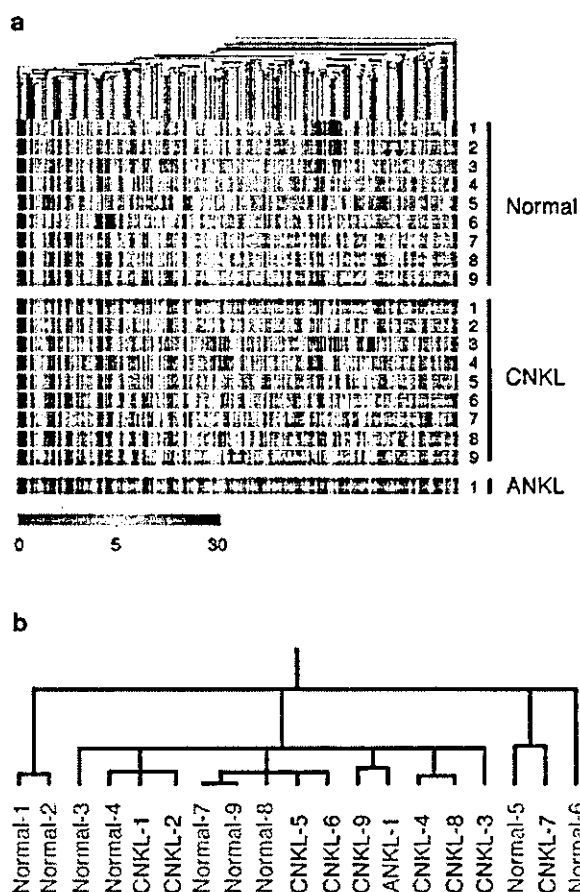 a
1
2
3
4
5
6
7
8
9
Normal
1
2
3
4
5
6
7
8
9
CNKL
1 ANKL
0 5 30
b
Normal-1
Normal-2
Normal-3
Normal-4
CNKL-1
CNKL-2
Normal-7
Normal-9
Normal-8
CNKL-5
CNKL-6
CNKL-9
ANKL-1
CNKL-4
CNKL-8
CNKL-3
Normal-5
CNKL-7
Normal-6